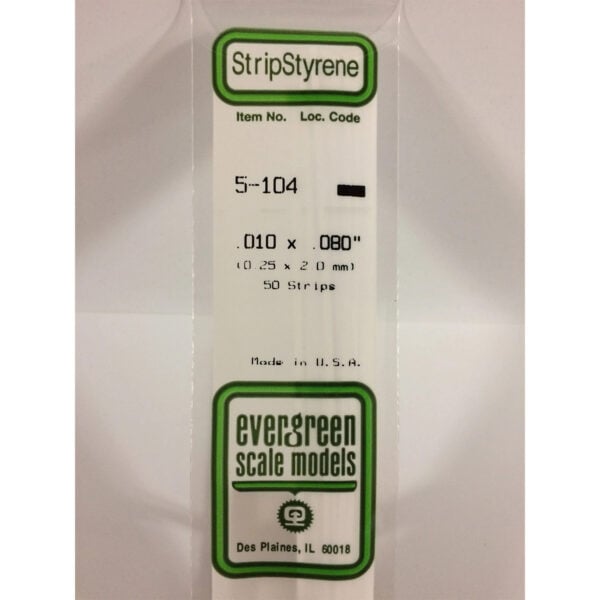 StripStyrene
Item No. Loc. Code
5-104
.010 x .080"
(0.25 x 2.0 mm)
50 Strips
Made in U.S.A.
evergreen
scale models
Des Plaines, IL 60018